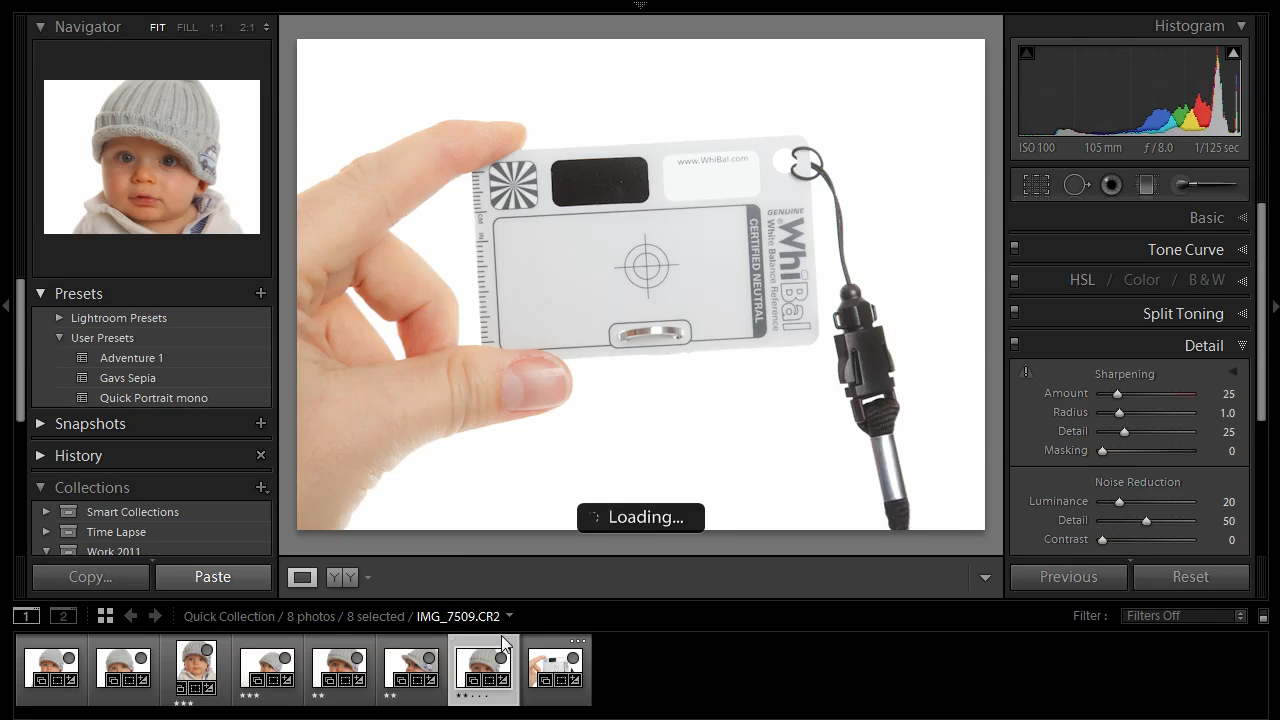 Navigator FIT FILL 1:1 2:1
Histogram
ISO 100 105 mm ƒ / 8.0 1/125 sec
Basic
Tone Curve
HSL / Color / B & W
Split Toning
Detail
Sharpening
Amount 25
Radius 1.0
Detail 25
Masking 0
Noise Reduction
Luminance 20
Detail 50
Contrast 0
Previous Reset
Presets
Lightroom Presets
User Presets
Adventure 1
Gavs Sepia
Quick Portrait mono
Snapshots
History
Collections
Smart Collections
Time Lapse
Work 2011
Copy... Paste
www.WhiBal.com
CM
IN
CERTIFIED NEUTRAL
GENUINE
WhiBal
®
White Balance Reference
Loading...
YY
1 2 Quick Collection / 8 photos / 8 selected / IMG_7509.CR2
Filter : Filters Off